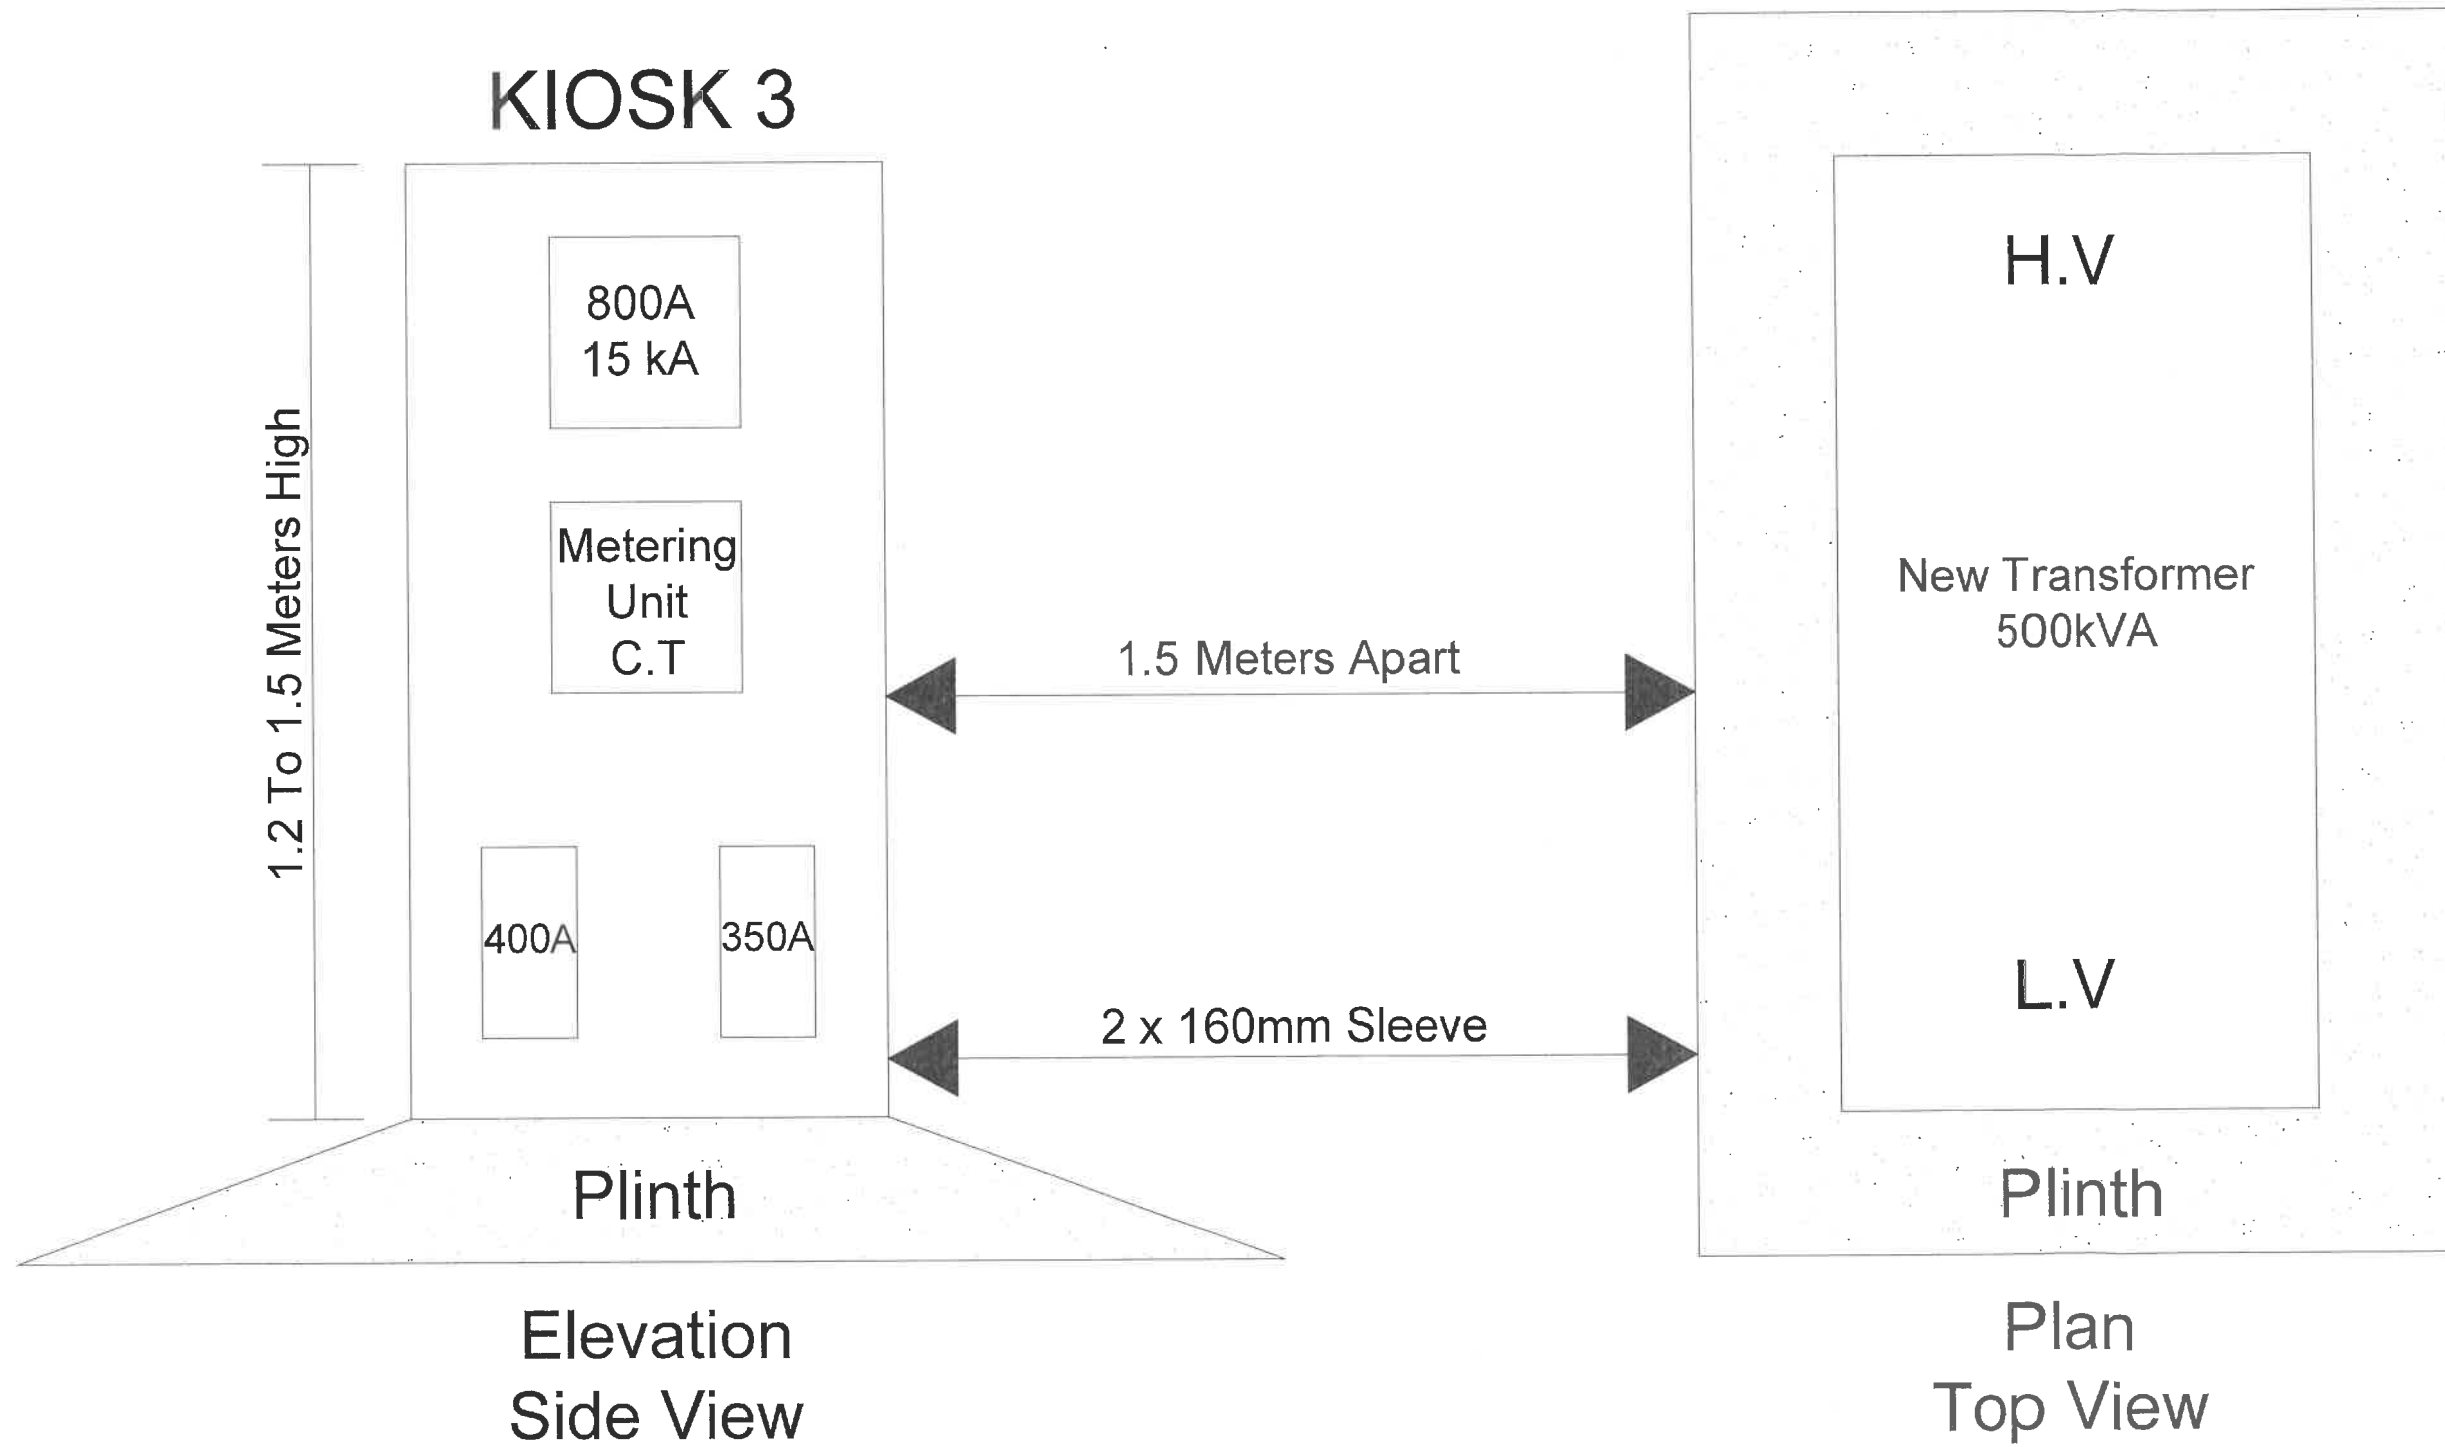 KIOSK 3
800A
15 kA
Metering
Unit
C.T
400A
350A
1.2 To 1.5 Meters High
Plinth
Elevation
Side View
1.5 Meters Apart
2 x 160mm Sleeve
H.V
New Transformer
500kVA
L.V
Plinth
Plan
Top View